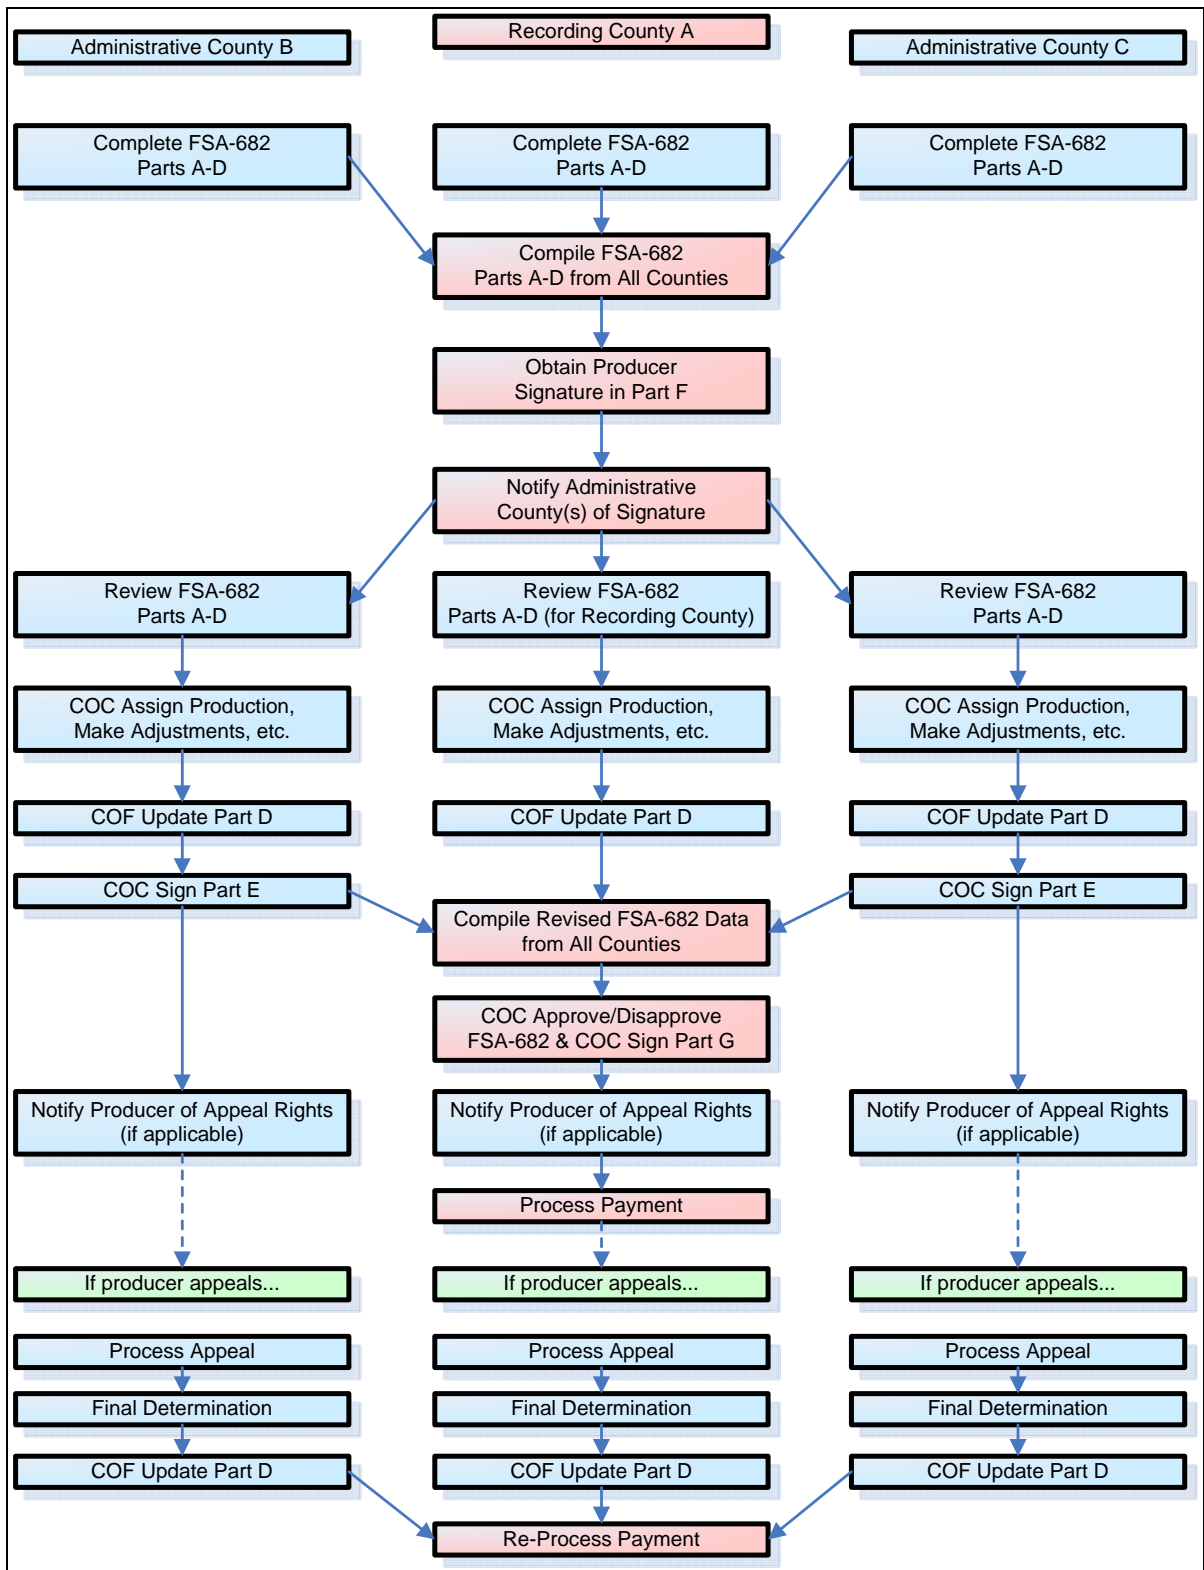 Recording County A
Administrative County B
Administrative County C
Complete FSA-682
Parts A-D
Complete FSA-682
Parts A-D
Complete FSA-682
Parts A-D
Compile FSA-682
Parts A-D from All Counties
Obtain Producer
Signature in Part F
Notify Administrative
County(s) of Signature
Review FSA-682
Parts A-D
Review FSA-682
Parts A-D (for Recording County)
Review FSA-682
Parts A-D
COC Assign Production,
Make Adjustments, etc.
COC Assign Production,
Make Adjustments, etc.
COC Assign Production,
Make Adjustments, etc.
COF Update Part D
COF Update Part D
COF Update Part D
COC Sign Part E
COC Sign Part E
Compile Revised FSA-682 Data
from All Counties
COC Approve/Disapprove
FSA-682 & COC Sign Part G
Notify Producer of Appeal Rights
(if applicable)
Notify Producer of Appeal Rights
(if applicable)
Notify Producer of Appeal Rights
(if applicable)
Process Payment
If producer appeals...
If producer appeals...
If producer appeals...
Process Appeal
Process Appeal
Process Appeal
Final Determination
Final Determination
Final Determination
COF Update Part D
COF Update Part D
COF Update Part D
Re-Process Payment